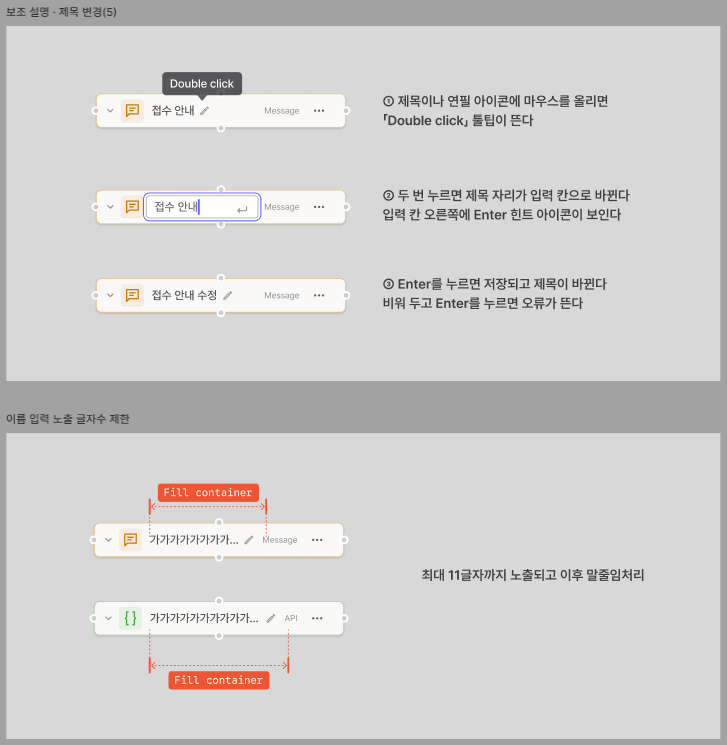 보조 설명 · 제목 변경(5)
Double click
접수 안내
Message
① 제목이나 연필 아이콘에 마우스를 올리면
「Double click」 툴팁이 뜬다
접수 안내
Message
② 두 번 누르면 제목 자리가 입력 칸으로 바뀐다
입력 칸 오른쪽에 Enter 힌트 아이콘이 보인다
접수 안내 수정
Message
③ Enter를 누르면 저장되고 제목이 바뀐다
비워 두고 Enter를 누르면 오류가 뜬다
이름 입력 노출 글자수 제한
Fill container
가가가가가가가가...
Message
최대 11글자까지 노출되고 이후 말줄임처리
{ }
가가가가가가가가가가...
API
Fill container